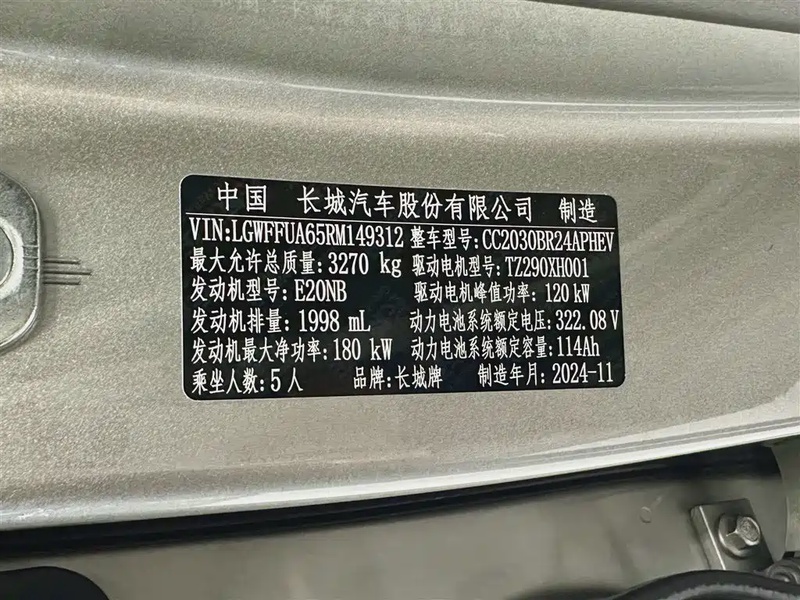 中国 长城汽车股份有限公司 制造
VIN:LGWFFUA65RM149312 整车型号:CC2030BR24APHEV
最大允许总质量:3270 kg 驱动电机型号:TZ290XH001
发动机型号:E20NB 驱动电机峰值功率:120 kW
发动机排量:1998 mL 动力电池系统额定电压:322.08 V
发动机最大净功率:180 kW 动力电池系统额定容量:114Ah
乘坐人数:5人 品牌:长城牌 制造年月:2024-11